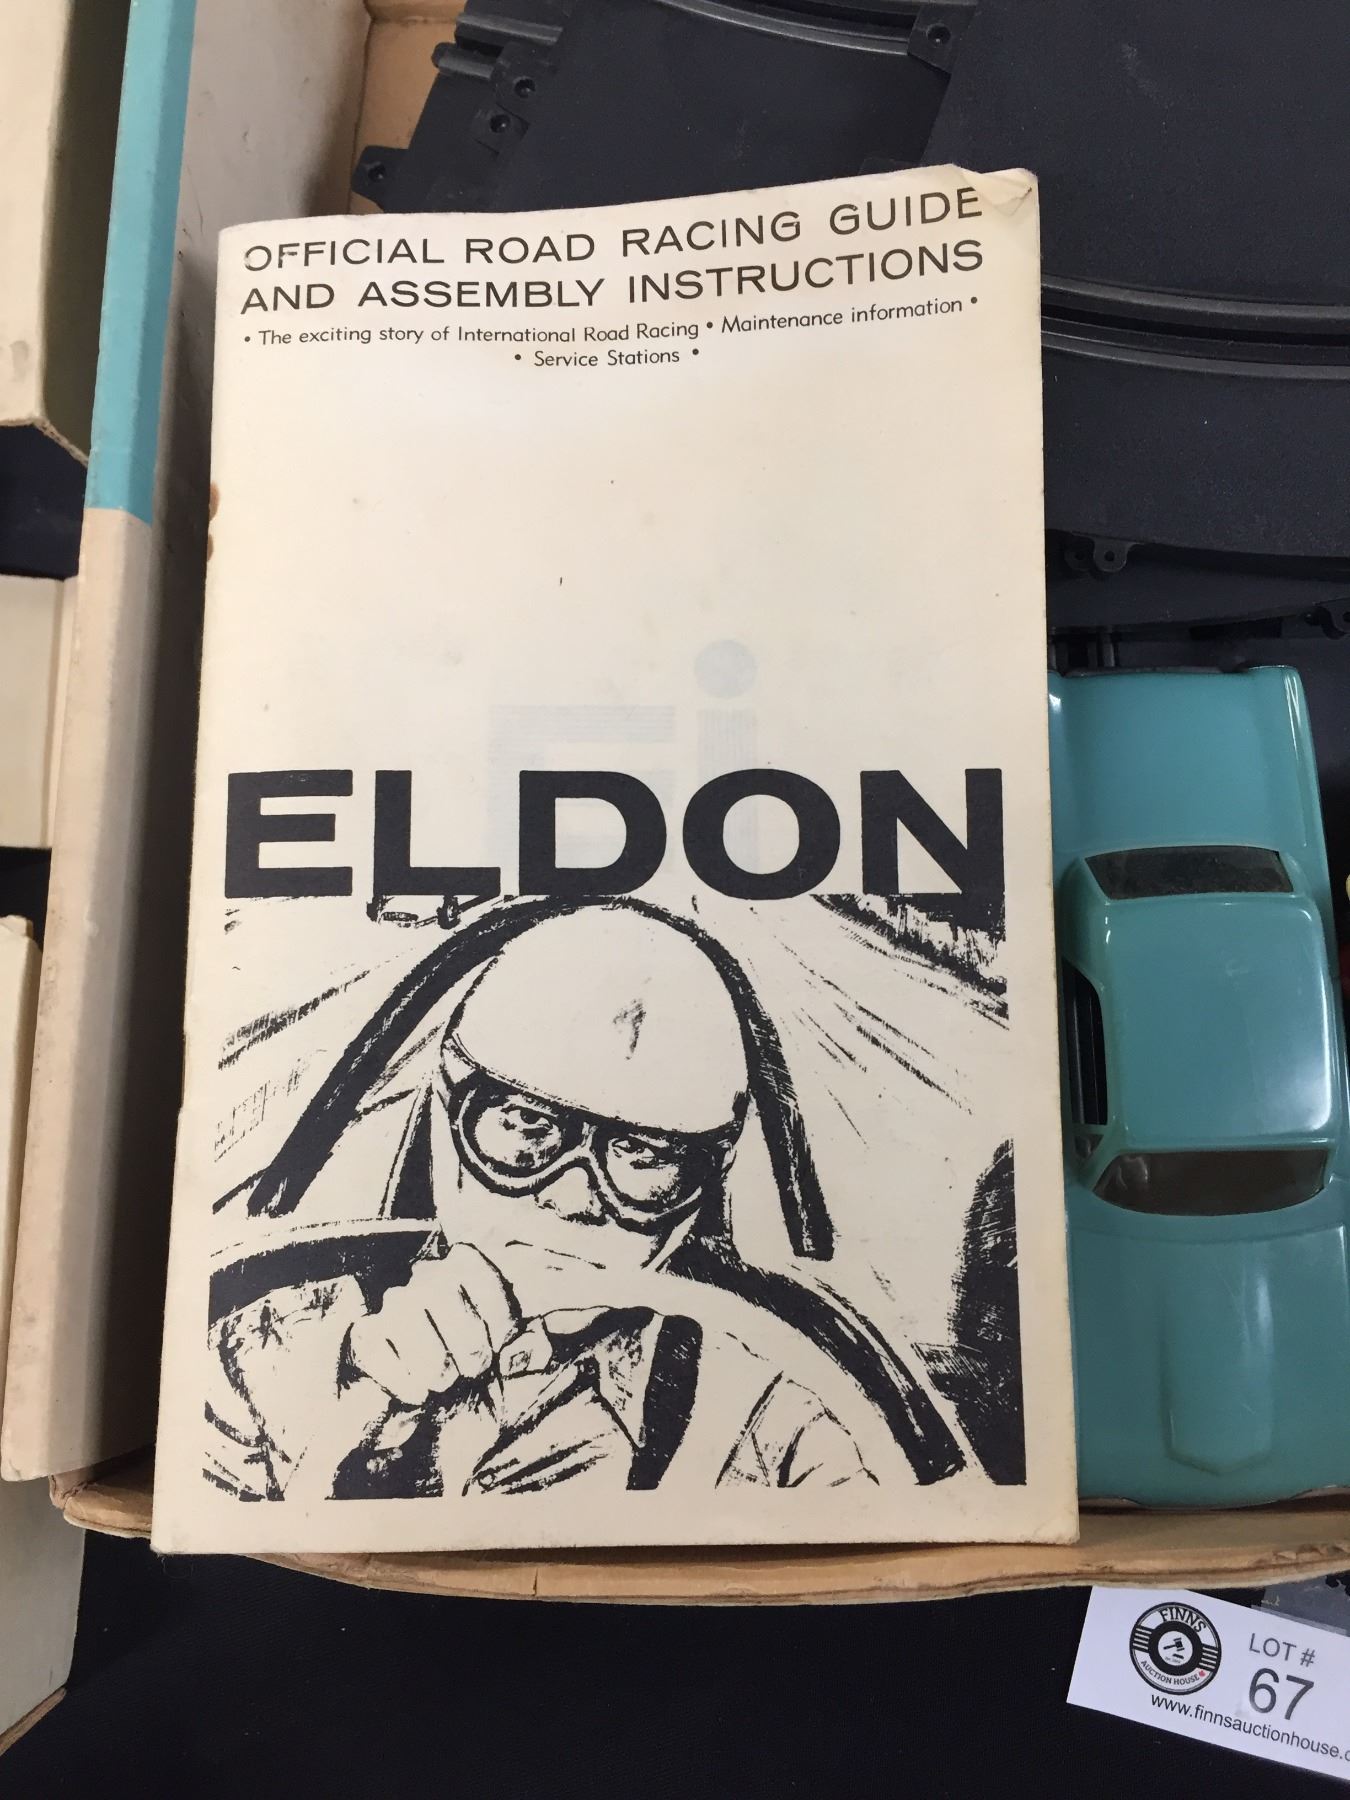 OFFICIAL ROAD RACING GUIDE
AND ASSEMBLY INSTRUCTIONS
• The exciting story of International Road Racing • Maintenance information •
• Service Stations •
ELDON
FINNS
AUCTION HOUSE
LOT #
67
www.finnsauctionhouse.c